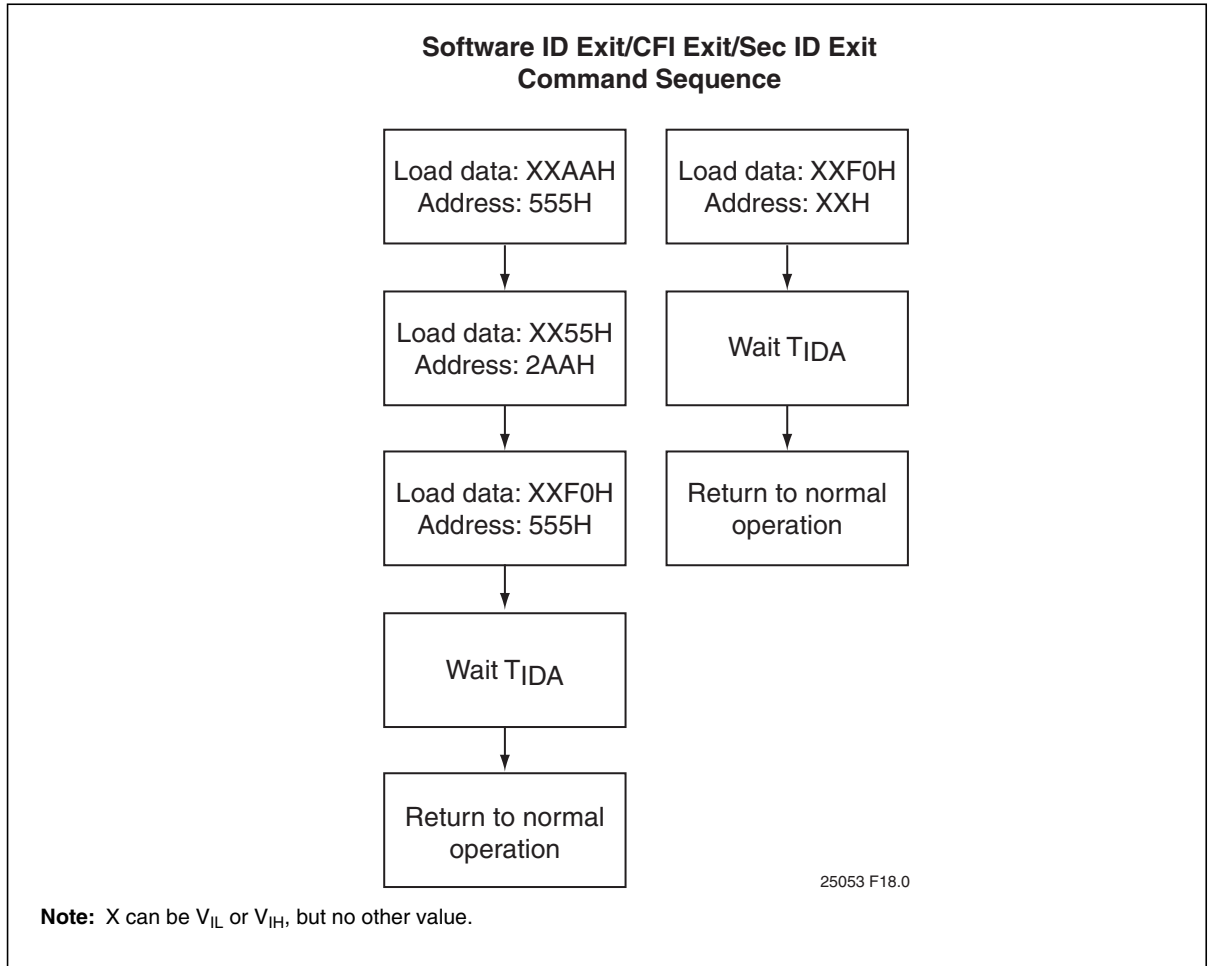 Software ID Exit/CFI Exit/Sec ID Exit
Command Sequence
Load data: XXAAH
Address: 555H
Load data: XX55H
Address: 2AAH
Load data: XXF0H
Address: 555H
Wait TIDA
Return to normal
operation
Load data: XXF0H
Address: XXH
Wait TIDA
Return to normal
operation
25053 F18.0
Note: X can be VIL or VIH, but no other value.